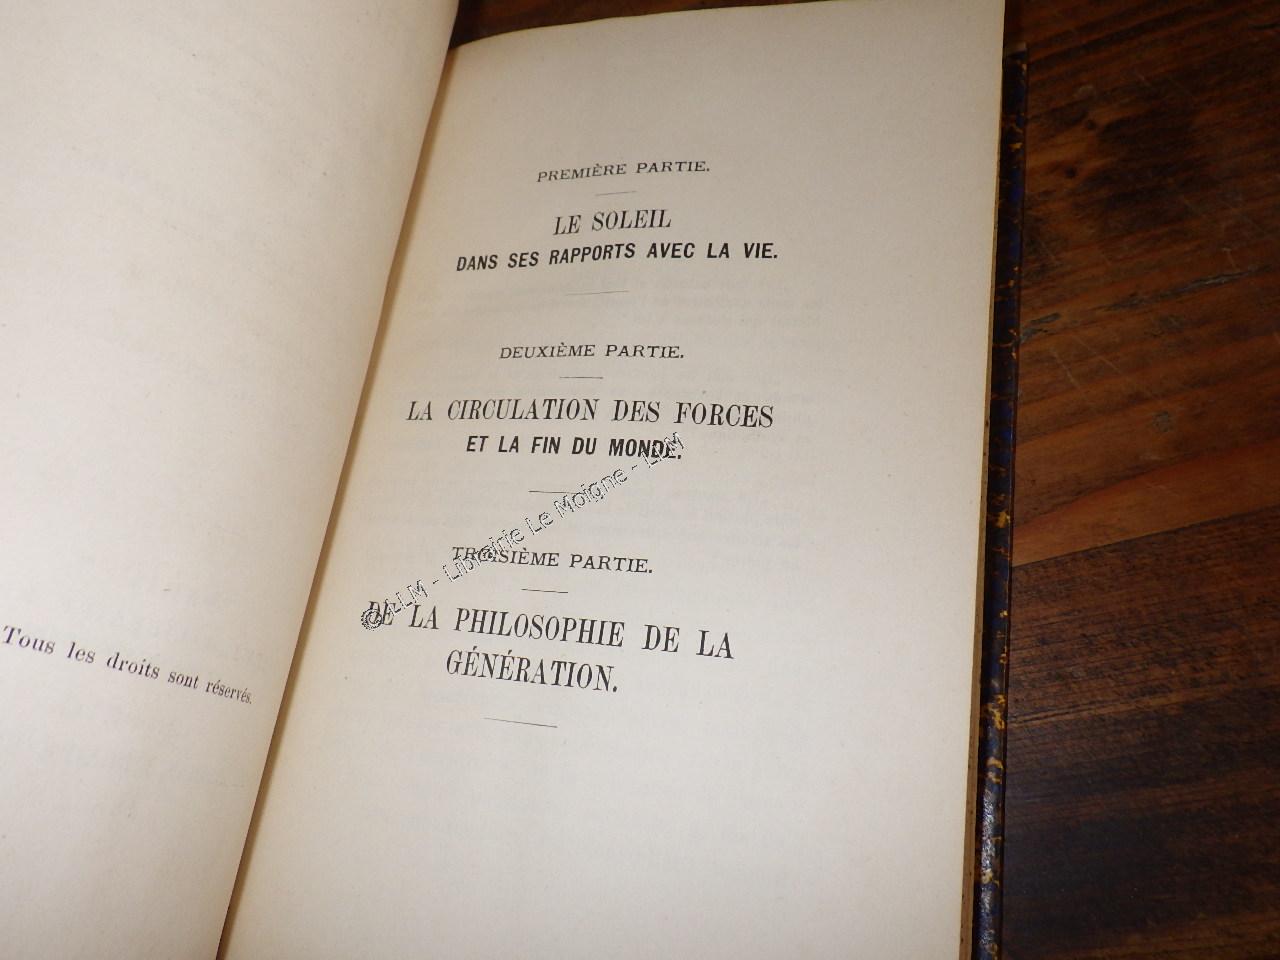 Tous les droits sont réservés.
PREMIÈRE PARTIE.
LE SOLEIL
DANS SES RAPPORTS AVEC LA VIE.
DEUXIÈME PARTIE.
LA CIRCULATION DES FORCES
ET LA FIN DU MONDE.
TROISIÈME PARTIE.
DE LA PHILOSOPHIE DE LA
GÉNÉRATION.
© LLM - Librairie Le Moigne - LLM